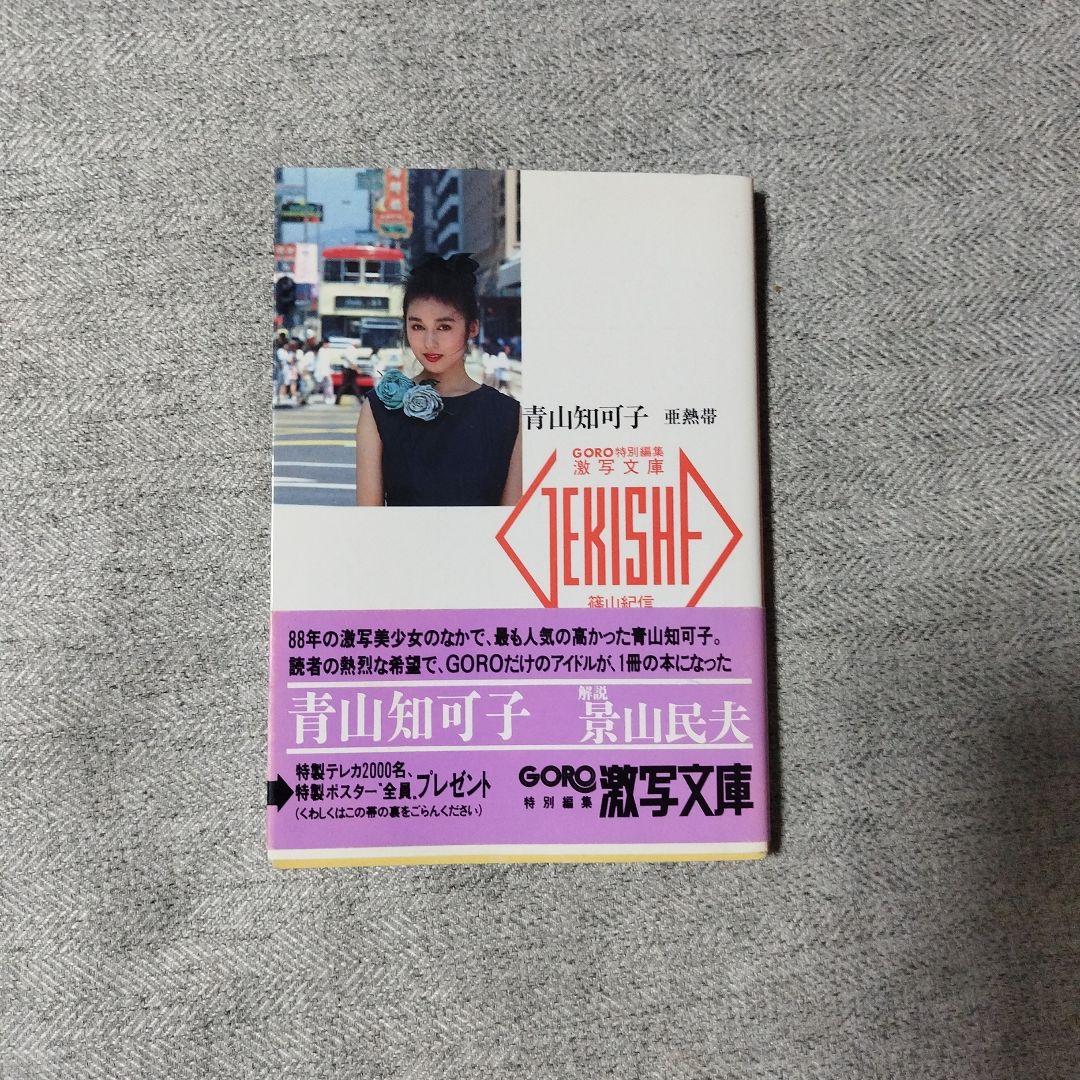 青山知可子 亜熱帯
GORO特別編集
激写文庫
GEKISHA
篠山紀信
88年の激写美少女のなかで、最も人気の高かった青山知可子。
読者の熱烈な希望で、GOROだけのアイドルが、1冊の本になった
青山知可子 解説 景山民夫
特製テレカ2000名、
特製ポスター“全員„プレゼント
(くわしくはこの帯の裏をごらんください)
GORO
特別編集
激写文庫